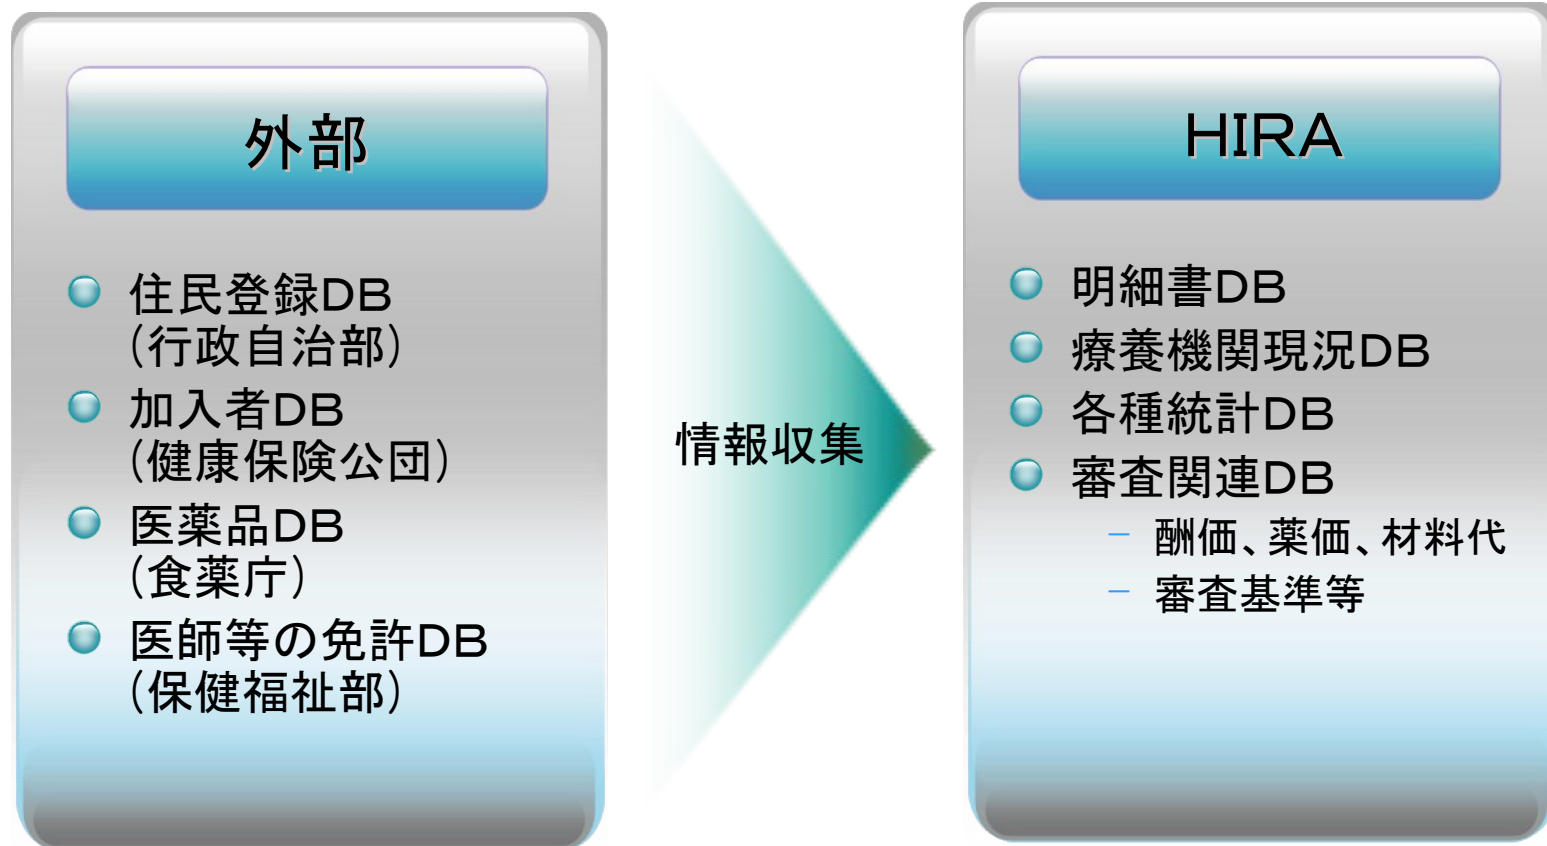 外部
住民登録DB
(行政自治部)
加入者DB
(健康保険公団)
医薬品DB
(食薬庁)
医師等の免許DB
(保健福祉部)
情報収集
HIRA
明細書DB
療養機関現況DB
各種統計DB
審査関連DB
- 酬価、薬価、材料代
- 審査基準等